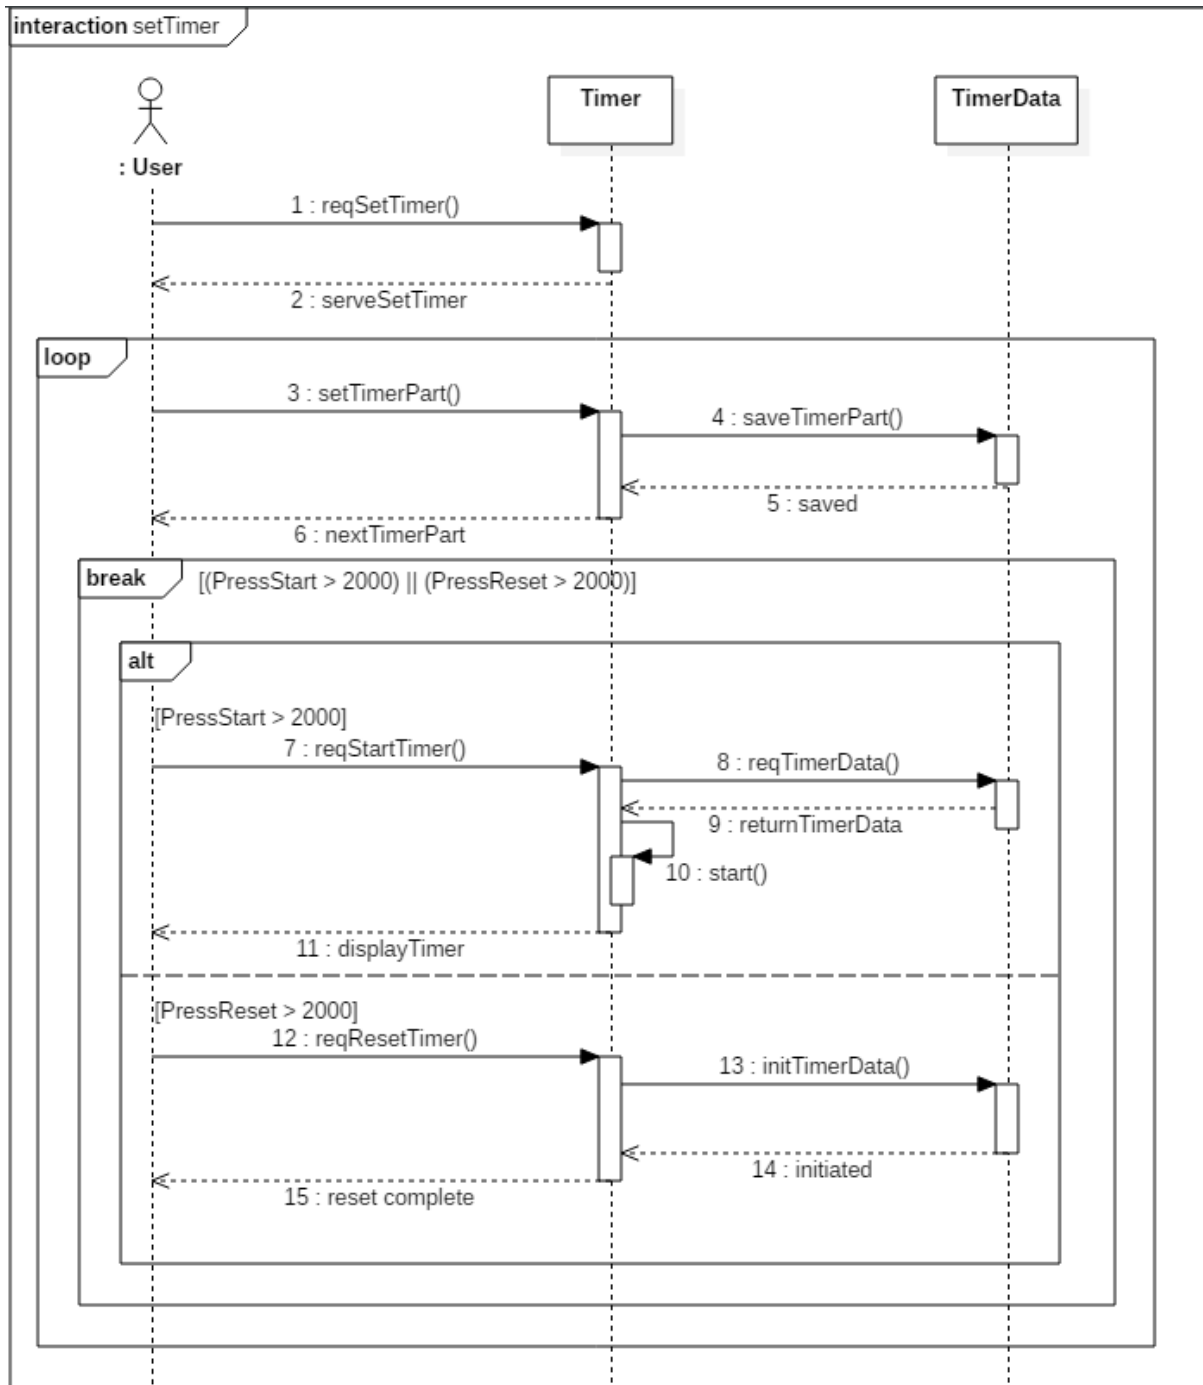 interaction setTimer
Timer
TimerData
: User
1 : reqSetTimer()
2 : serveSetTimer
loop
3 : setTimerPart()
4 : saveTimerPart()
5 : saved
6 : nextTimerPart
break
[(PressStart > 2000) || (PressReset > 2000)]
alt
[PressStart > 2000]
7 : reqStartTimer()
8 : reqTimerData()
9 : returnTimerData
10 : start()
11 : displayTimer
[PressReset > 2000]
12 : reqResetTimer()
13 : initTimerData()
14 : initiated
15 : reset complete